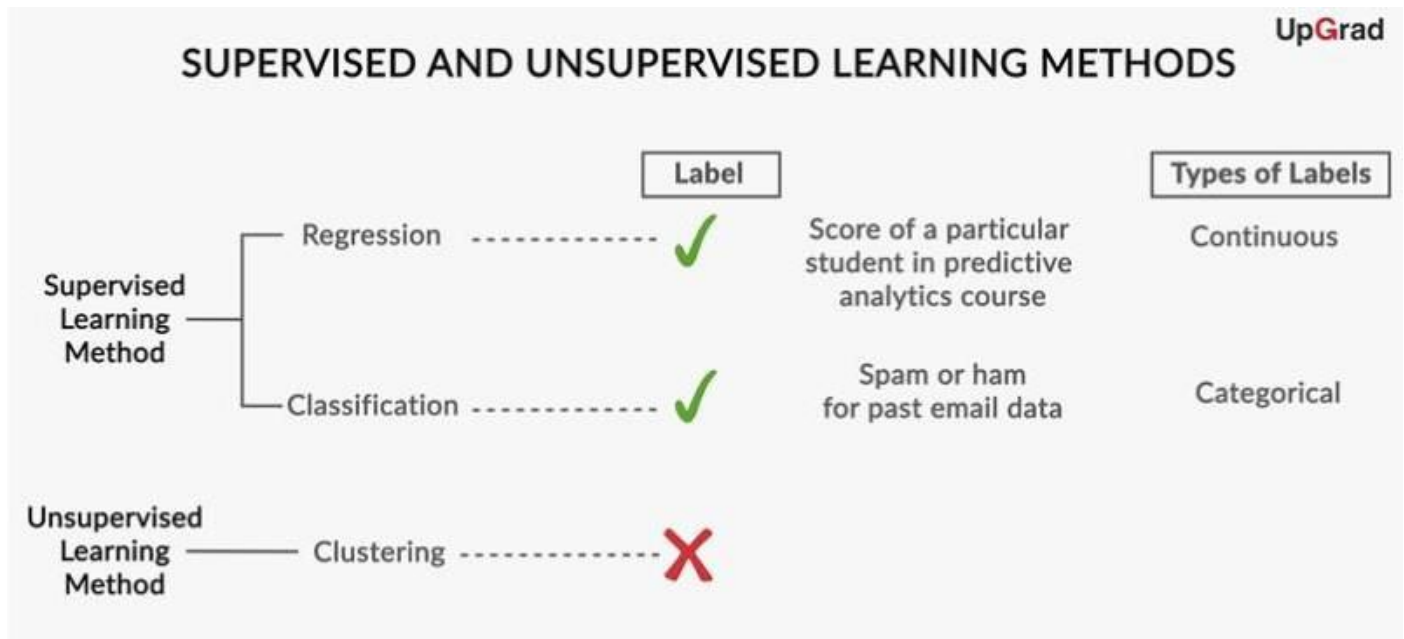 UpGrad
SUPERVISED AND UNSUPERVISED LEARNING METHODS
Label
Types of Labels
Supervised
Learning
Method
Regression
Score of a particular
student in predictive
analytics course
Continuous
Classification
Spam or ham
for past email data
Categorical
Unsupervised
Learning
Method
Clustering